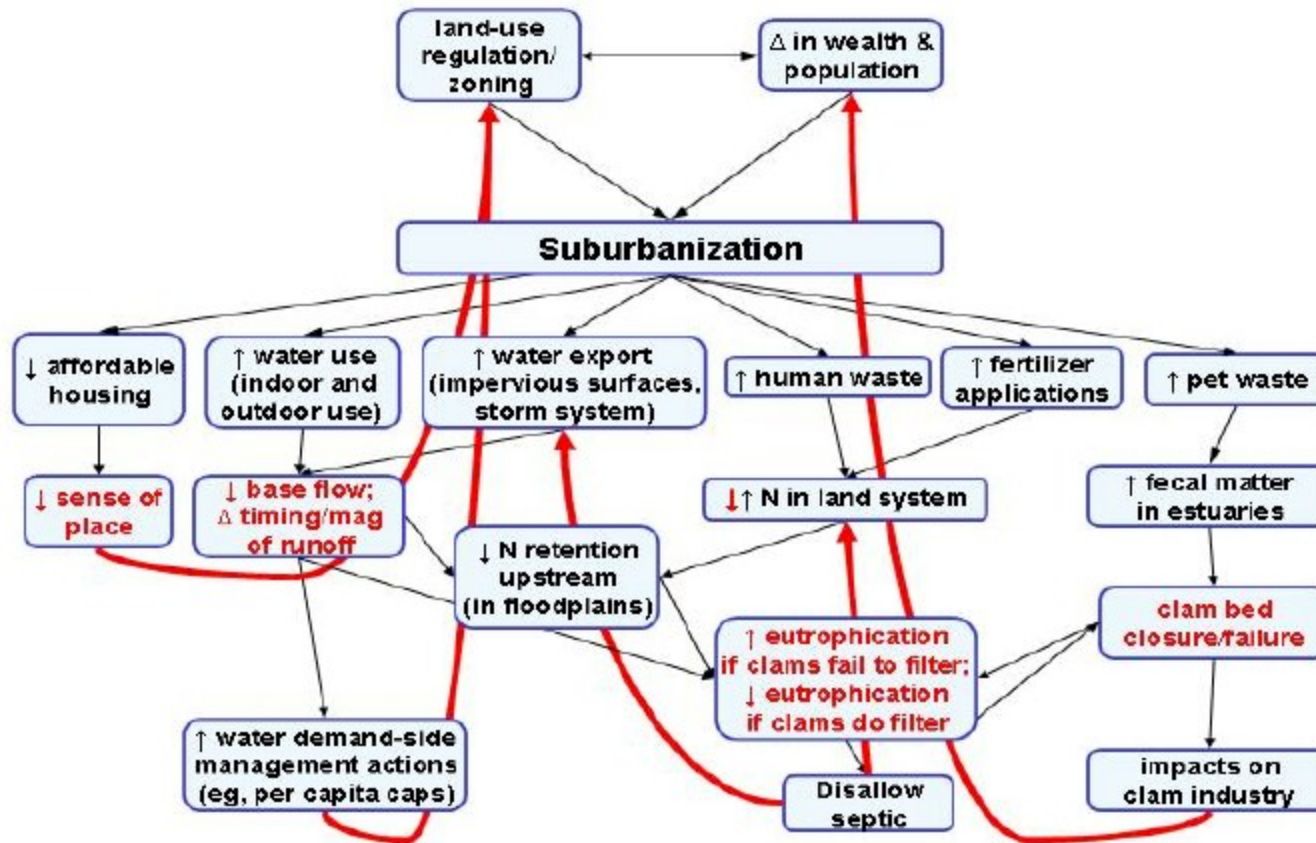 land-use
regulation/
zoning
Δ in wealth &
population
Suburbanization
↓ affordable
housing
↑ water use
(indoor and
outdoor use)
↑ water export
(impervious surfaces,
storm system)
↑ human waste
↑ fertilizer
applications
↑ pet waste
↓ sense of
place
↓ base flow;
Δ timing/mag
of runoff
↓↑ N in land system
↑ fecal matter
in estuaries
↓ N retention
upstream
(in floodplains)
↑ eutrophication
if clams fail to filter;
↓ eutrophication
if clams do filter
clam bed
closure/failure
↑ water demand-side
management actions
(eg, per capita caps)
Disallow
septic
impacts on
clam industry